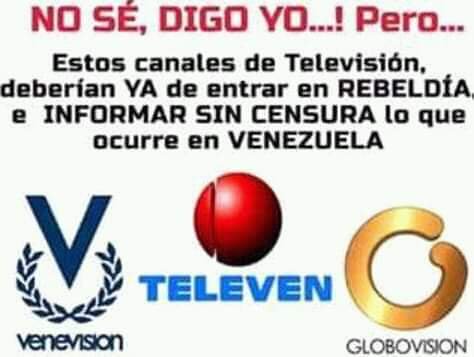 NO SÉ, DIGO YO...! Pero...
Estos canales de Televisión,
deberían YA de entrar en REBELDÍA,
e INFORMAR SIN CENSURA lo que
ocurre en VENEZUELA
TELEVEN
venevision
GLOBOVISION